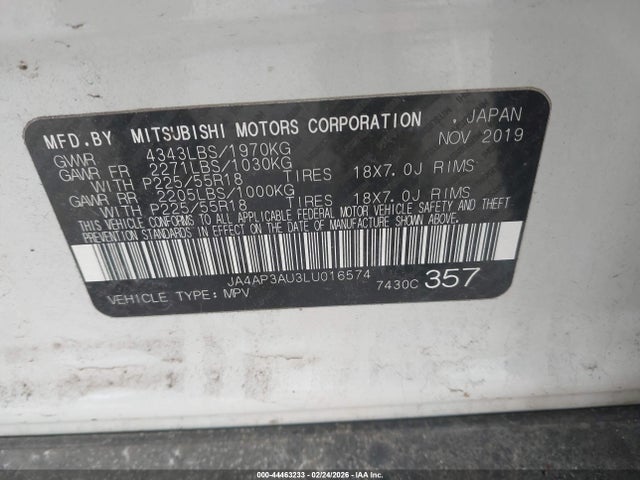 MFD.BY MITSUBISHI MOTORS CORPORATION , JAPAN
GVWR 4343LBS/1970KG NOV 2019
GAWR FR 2271LBS/1030KG
WITH P225/55R18 TIRES 18X7.0J RIMS
GAWR RR 2205LBS/1000KG
WITH P225/55R18 TIRES 18X7.0J RIMS
THIS VEHICLE CONFORMS TO ALL APPLICABLE FEDERAL MOTOR VEHICLE SAFETY AND THEFT
PREVENTION STANDARDS IN EFFECT ON THE DATE OF MANUFACTURE SHOWN ABOVE.
JA4AP3AU3LU016574
VEHICLE TYPE: MPV 7430C 357
000-44463233 - 02/24/2026 - © IAA Inc. All Rights Reserved